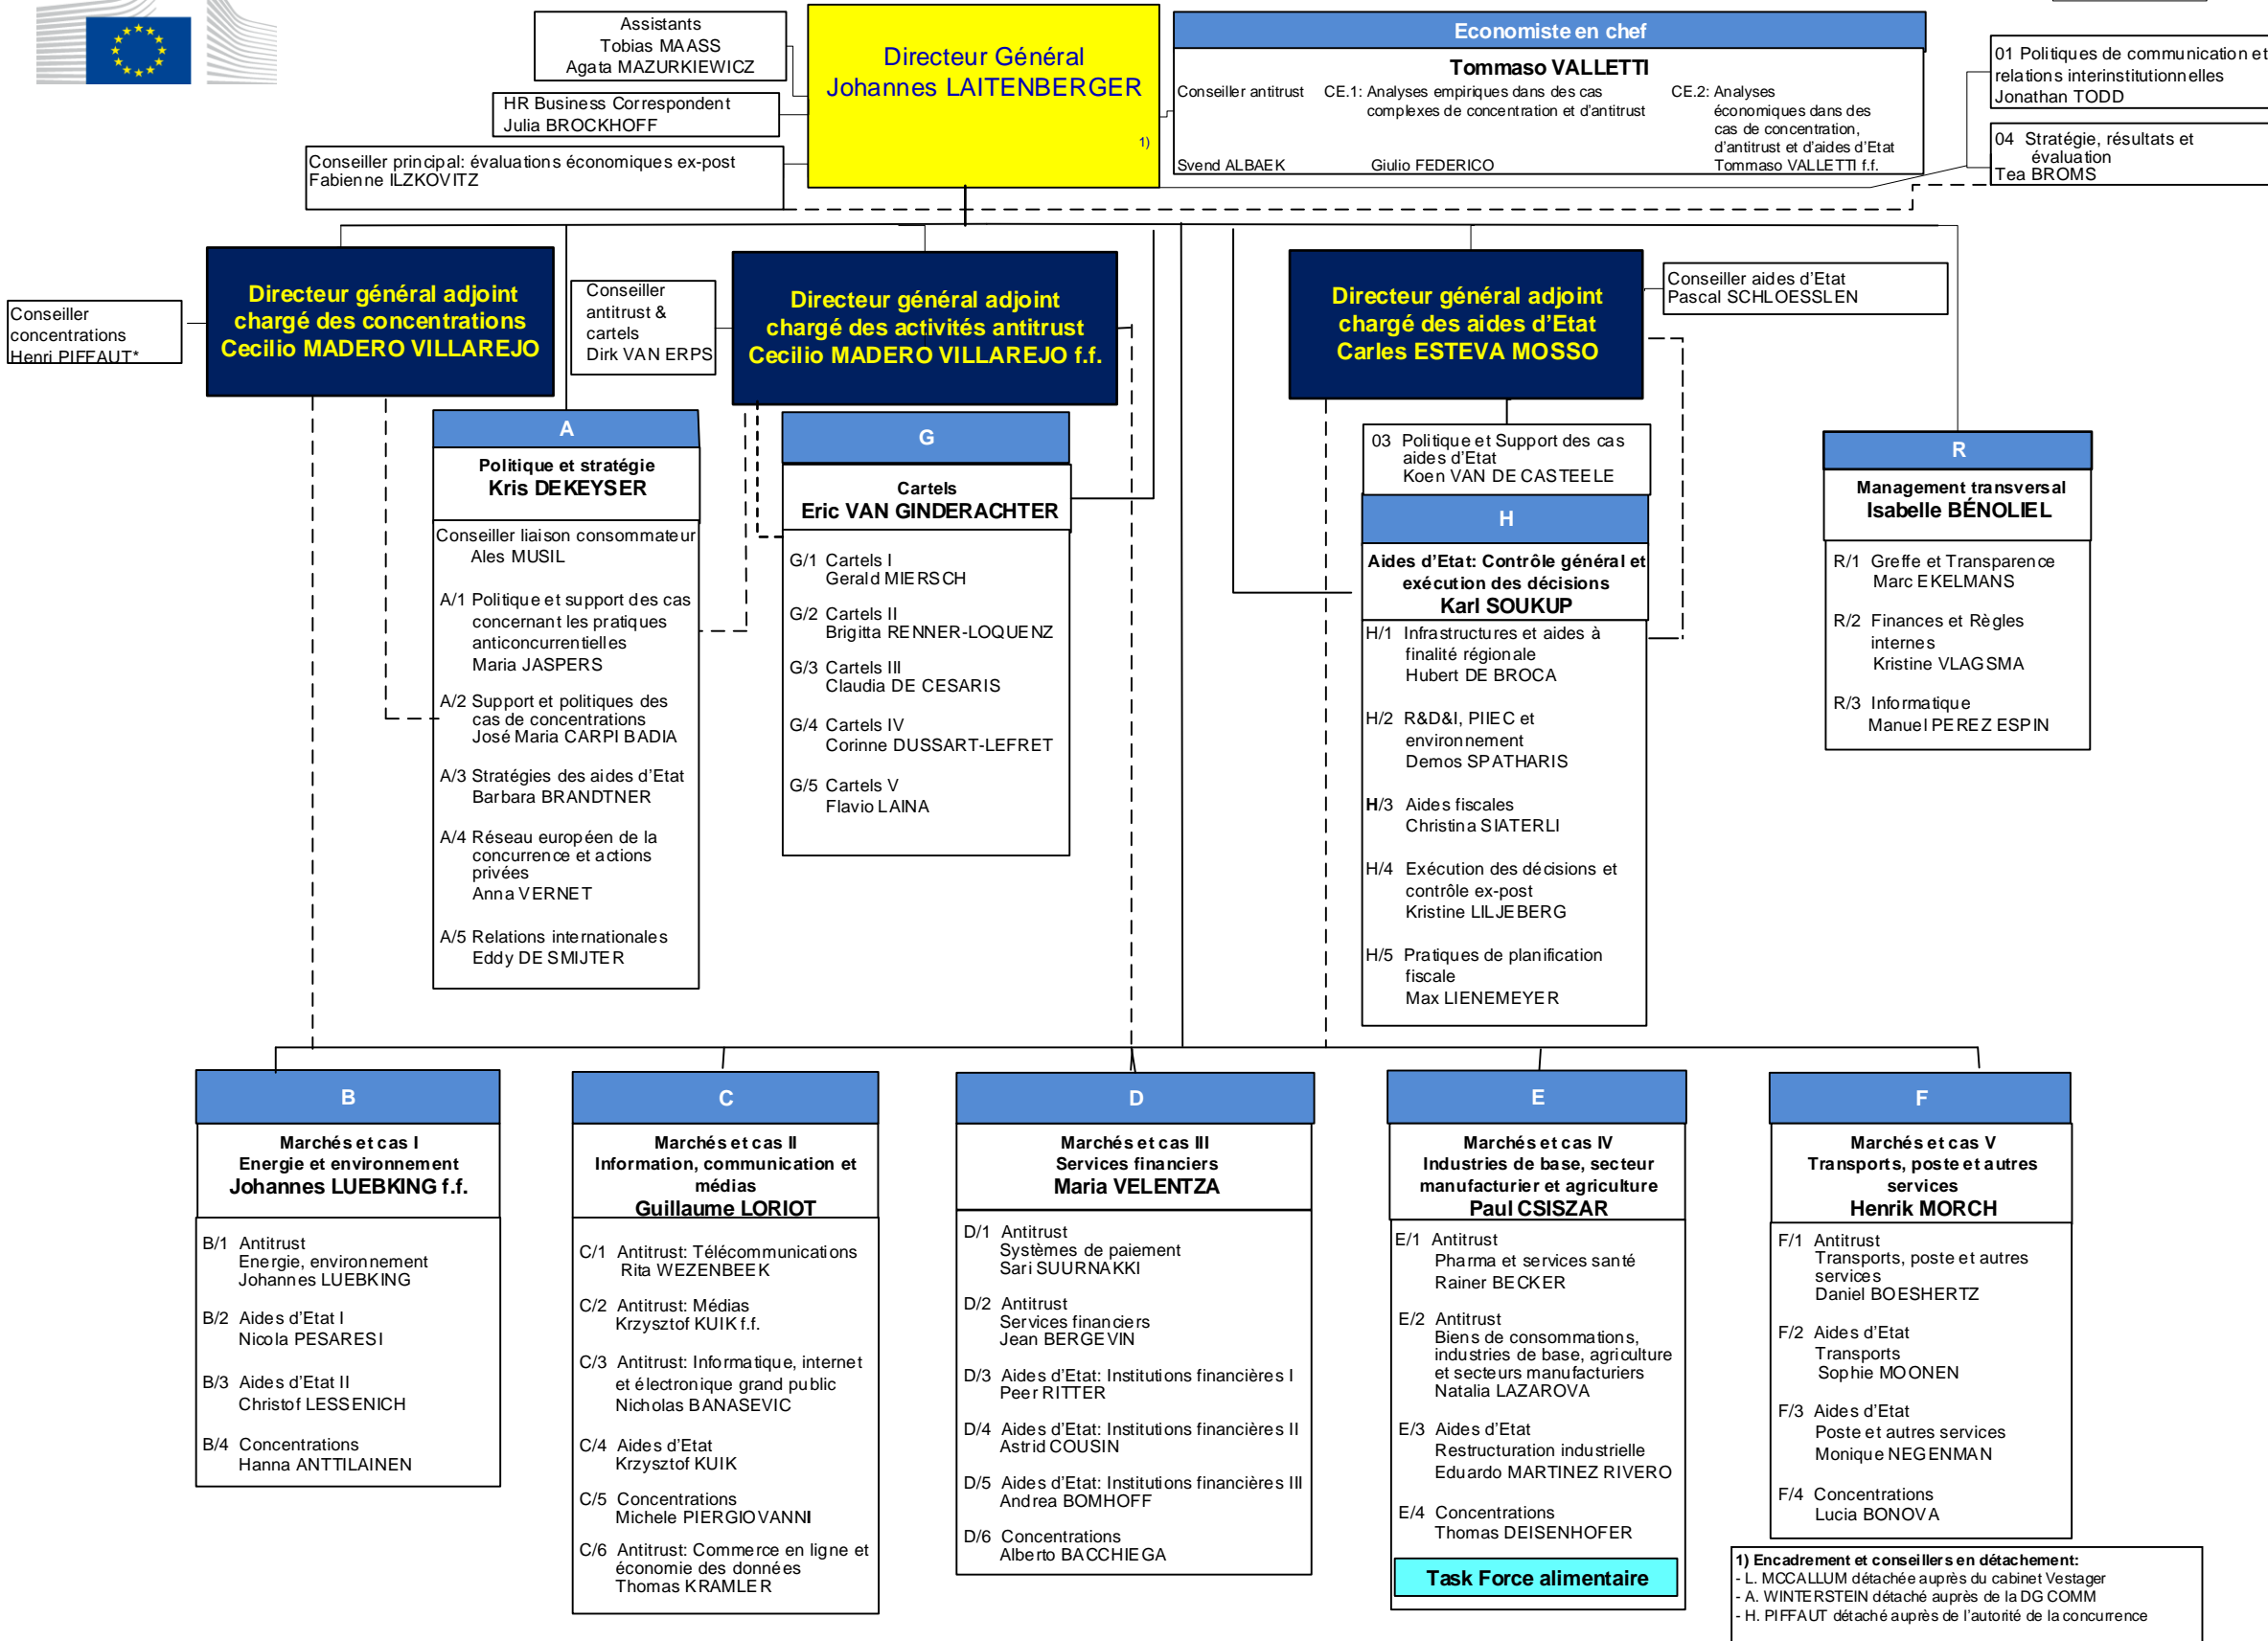 Assistants
Tobias MAASS
Agata MAZURKIEWICZ
HR Business Correspondent
Julia BROCKHOFF
Conseiller principal: évaluations économiques ex-post
Fabienne ILZKOVITZ
Directeur Général
Johannes LAITENBERGER
1)
Economiste en chef
Tommaso VALLETTI
Conseiller antitrust
Svend ALBAEK
CE.1: Analyses empiriques dans des cas
complexes de concentration et d'antitrust
Giulio FEDERICO
CE.2: Analyses
économiques dans des
cas de concentration,
d'antitrust et d'aides d'Etat
Tommaso VALLETTI f.f.
01 Politiques de communication et
relations interinstitutionnelles
Jonathan TODD
04 Stratégie, résultats et
évaluation
Tea BROMS
Conseiller
concentrations
Henri PIFFAUT*
Directeur général adjoint
chargé des concentrations
Cecilio MADERO VILLAREJO
Conseiller
antitrust &
cartels
Dirk VAN ERPS
Directeur général adjoint
chargé des activités antitrust
Cecilio MADERO VILLAREJO f.f.
Directeur général adjoint
chargé des aides d'Etat
Carles ESTEVA MOSSO
Conseiller aides d'Etat
Pascal SCHLOESSLEN
A
Politique et stratégie
Kris DEKEYSER
Conseiller liaison consommateur
Ales MUSIL
A/1 Politique et support des cas
concernant les pratiques
anticoncurrentielles
Maria JASPERS
A/2 Support et politiques des
cas de concentrations
José Maria CARPI BADIA
A/3 Stratégies des aides d'Etat
Barbara BRANDTNER
A/4 Réseau européen de la
concurrence et actions
privées
Anna VERNET
A/5 Relations internationales
Eddy DE SMIJTER
G
Cartels
Eric VAN GINDERACHTER
G/1 Cartels I
Gerald MIERSCH
G/2 Cartels II
Brigitta RENNER-LOQUENZ
G/3 Cartels III
Claudia DE CESARIS
G/4 Cartels IV
Corinne DUSSART-LEFRET
G/5 Cartels V
Flavio LAINA
03 Politique et Support des cas
aides d'Etat
Koen VAN DE CASTEELE
H
Aides d'Etat: Contrôle général et
exécution des décisions
Karl SOUKUP
H/1 Infrastructures et aides à
finalité régionale
Hubert DE BROCA
H/2 R&D&I, PIIEC et
environnement
Demos SPATHARIS
H/3 Aides fiscales
Christina SIATERLI
H/4 Exécution des décisions et
contrôle ex-post
Kristine LILJEBERG
H/5 Pratiques de planification
fiscale
Max LIENEMEYER
R
Management transversal
Isabelle BÉNOLIEL
R/1 Greffe et Transparence
Marc EKELMANS
R/2 Finances et Règles
internes
Kristine VLAGSMA
R/3 Informatique
Manuel PEREZ ESPIN
B
Marchés et cas I
Energie et environnement
Johannes LUEBKING f.f.
B/1 Antitrust
Energie, environnement
Johannes LUEBKING
B/2 Aides d'Etat I
Nicola PESARESI
B/3 Aides d'Etat II
Christof LESSENICH
B/4 Concentrations
Hanna ANTTILAINEN
C
Marchés et cas II
Information, communication et
médias
Guillaume LORIOT
C/1 Antitrust: Télécommunications
Rita WEZENBEEK
C/2 Antitrust: Médias
Krzysztof KUIK f.f.
C/3 Antitrust: Informatique, internet
et électronique grand public
Nicholas BANASEVIC
C/4 Aides d'Etat
Krzysztof KUIK
C/5 Concentrations
Michele PIERGIOVANNI
C/6 Antitrust: Commerce en ligne et
économie des données
Thomas KRAMLER
D
Marchés et cas III
Services financiers
Maria VELENTZA
D/1 Antitrust
Systèmes de paiement
Sari SUURNAKKI
D/2 Antitrust
Services financiers
Jean BERGEVIN
D/3 Aides d'Etat: Institutions financières I
Peer RITTER
D/4 Aides d'Etat: Institutions financières II
Astrid COUSIN
D/5 Aides d'Etat: Institutions financières III
Andrea BOMHOFF
D/6 Concentrations
Alberto BACCHIEGA
E
Marchés et cas IV
Industries de base, secteur
manufacturier et agriculture
Paul CSISZAR
E/1 Antitrust
Pharma et services santé
Rainer BECKER
E/2 Antitrust
Biens de consommations,
industries de base, agriculture
et secteurs manufacturiers
Natalia LAZAROVA
E/3 Aides d'Etat
Restructuration industrielle
Eduardo MARTINEZ RIVERO
E/4 Concentrations
Thomas DEISENHOFER
Task Force alimentaire
F
Marchés et cas V
Transports, poste et autres
services
Henrik MORCH
F/1 Antitrust
Transports, poste et autres
services
Daniel BOESHERTZ
F/2 Aides d'Etat
Transports
Sophie MOONEN
F/3 Aides d'Etat
Poste et autres services
Monique NEGENMAN
F/4 Concentrations
Lucia BONOVA
1) Encadrement et conseillers en détachement:
- L. MCCALLUM détachée auprès du cabinet Vestager
- A. WINTERSTEIN détaché auprès de la DG COMM
- H. PIFFAUT détaché auprès de l'autorité de la concurrence